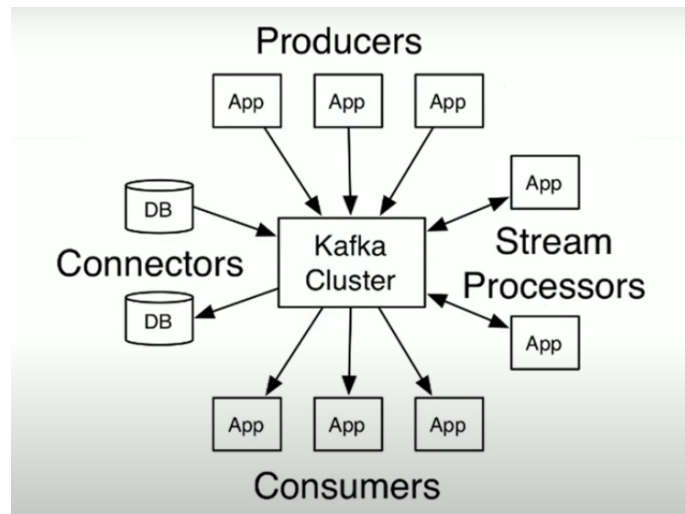 Producers
App
App
App
DB
App
Connectors
Kafka
Cluster
Stream
Processors
DB
App
App
App
App
Consumers